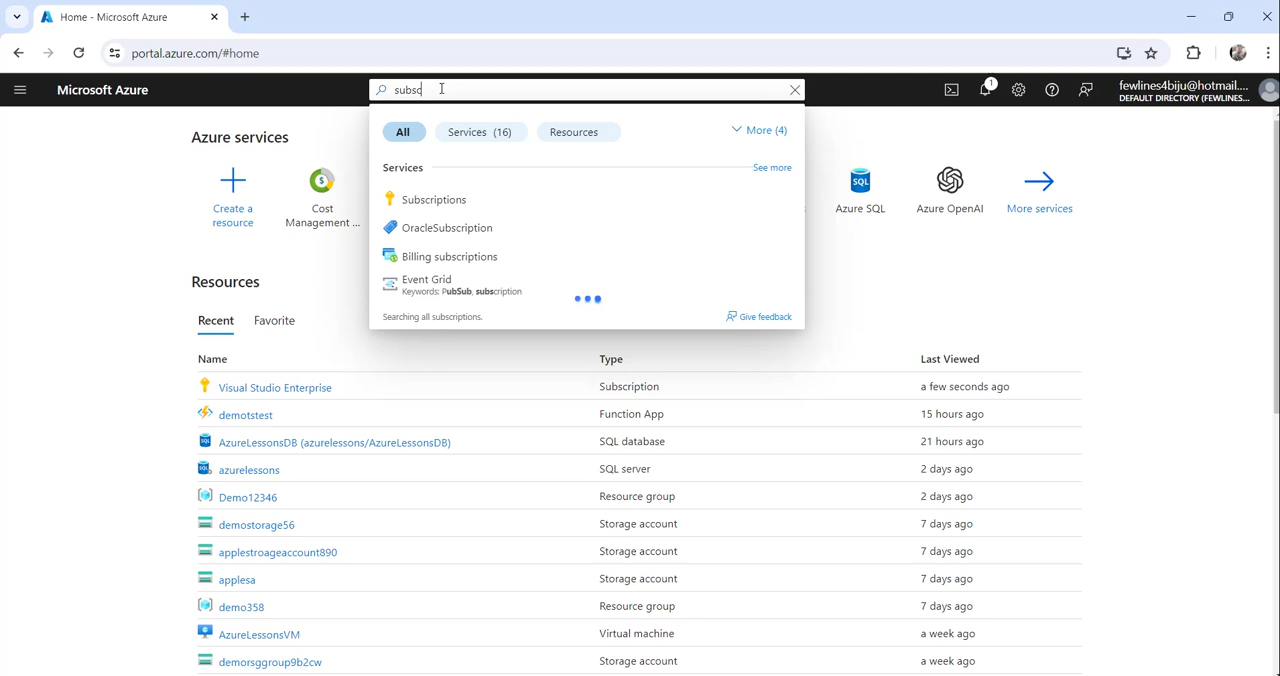 Home - Microsoft Azure
portal.azure.com/#home
Microsoft Azure
subsc
1
fewlines4biju@hotmail....
DEFAULT DIRECTORY (FEWLINES...
All
Services (16)
Resources
More (4)
Services
See more
Subscriptions
OracleSubscription
Billing subscriptions
Event Grid
Keywords: PubSub, subscription
Searching all subscriptions.
Give feedback
Azure services
Create a
resource
Cost
Management ...
Azure SQL
Azure OpenAI
More services
Resources
Recent
Favorite
Name Type Last Viewed
Visual Studio Enterprise Subscription a few seconds ago
demotstest Function App 15 hours ago
AzureLessonsDB (azurelessons/AzureLessonsDB) SQL database 21 hours ago
azurelessons SQL server 2 days ago
Demo12346 Resource group 2 days ago
demostorage56 Storage account 7 days ago
applestroageaccount890 Storage account 7 days ago
applesa Storage account 7 days ago
demo358 Resource group 7 days ago
AzureLessonsVM Virtual machine a week ago
demorsggroup9b2cw Storage account a week ago